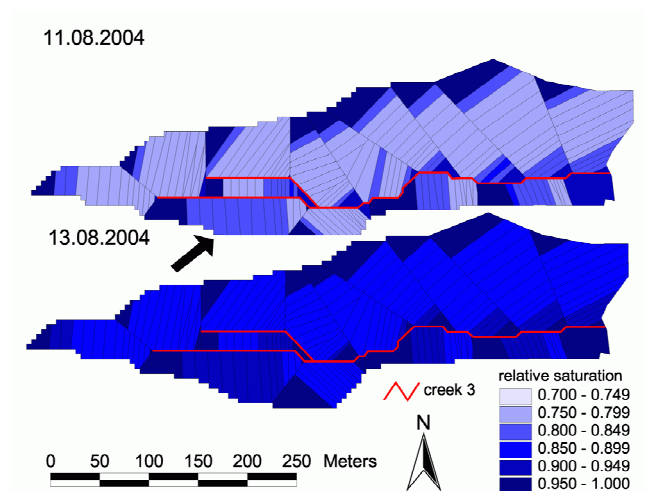 11.08.2004
13.08.2004
creek 3
relative saturation
0.700 - 0.749
0.750 - 0.799
0.800 - 0.849
0.850 - 0.899
0.900 - 0.949
0.950 - 1.000
N
0 50 100 150 200 250 Meters